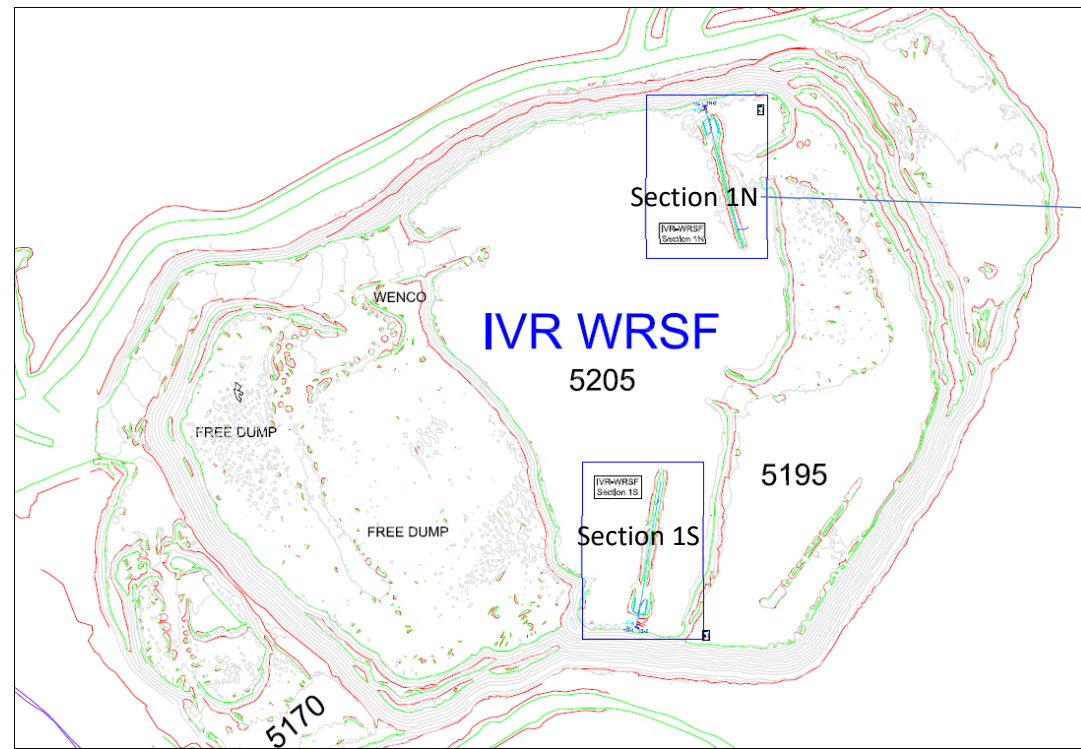 Section 1N
IVR-WRSF
Section 1N
WENCO
IVR WRSF
5205
FREE DUMP
5195
IVR-WRSF
Section 1S
Section 1S
FREE DUMP
5170